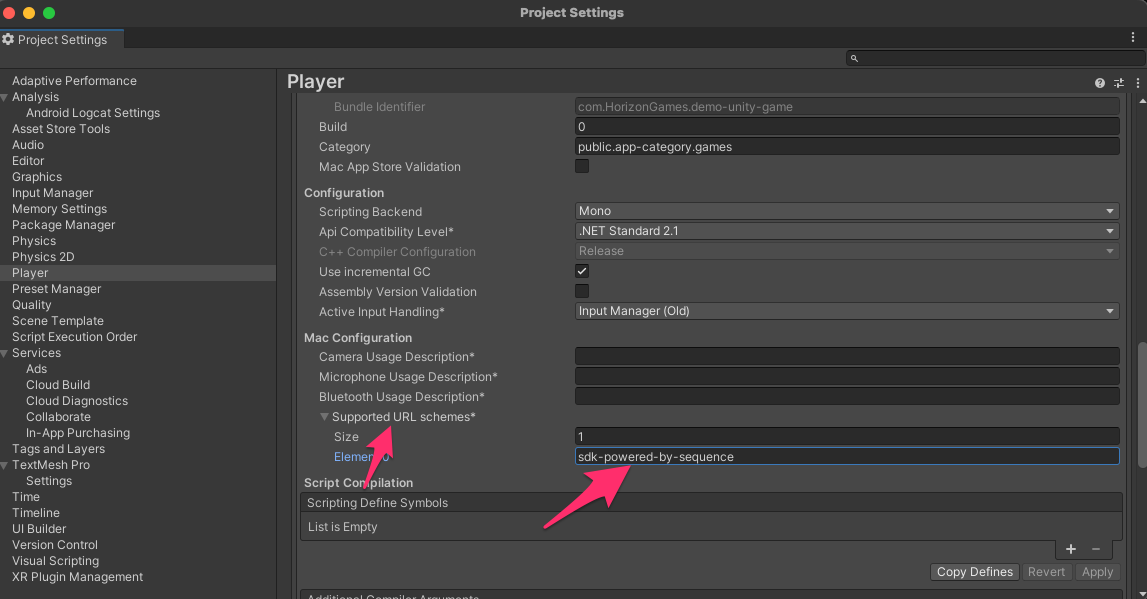 Project Settings
Project Settings
Adaptive Performance
Analysis
Android Logcat Settings
Asset Store Tools
Audio
Editor
Graphics
Input Manager
Memory Settings
Package Manager
Physics
Physics 2D
Player
Preset Manager
Quality
Scene Template
Script Execution Order
Services
Ads
Cloud Build
Cloud Diagnostics
Collaborate
In-App Purchasing
Tags and Layers
TextMesh Pro
Settings
Time
Timeline
UI Builder
Version Control
Visual Scripting
XR Plugin Management
Player
Bundle Identifier com.HorizonGames.demo-unity-game
Build 0
Category public.app-category.games
Mac App Store Validation
Configuration
Scripting Backend Mono
Api Compatibility Level* .NET Standard 2.1
C++ Compiler Configuration Release
Use incremental GC
Assembly Version Validation
Active Input Handling* Input Manager (Old)
Mac Configuration
Camera Usage Description*
Microphone Usage Description*
Bluetooth Usage Description*
Supported URL schemes*
Size 1
Element 0 sdk-powered-by-sequence
Script Compilation
Scripting Define Symbols
List is Empty
+ −
Copy Defines Revert Apply
Additional Compiler Arguments